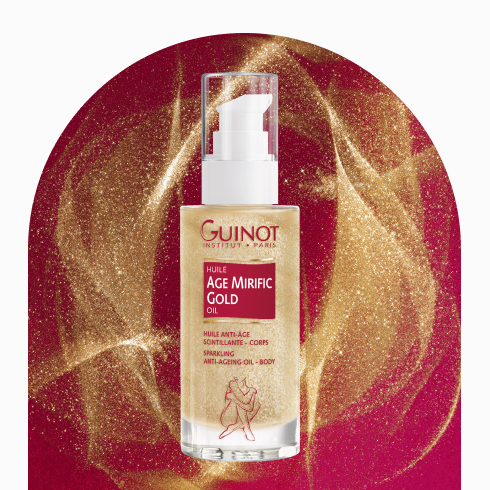 GUINOT
INSTITUT • PARIS
HUILE
AGE MIRIFIC
GOLD
OIL
HUILE ANTI-ÂGE
SCINTILLANTE - CORPS
SPARKLING
ANTI-AGEING OIL - BODY